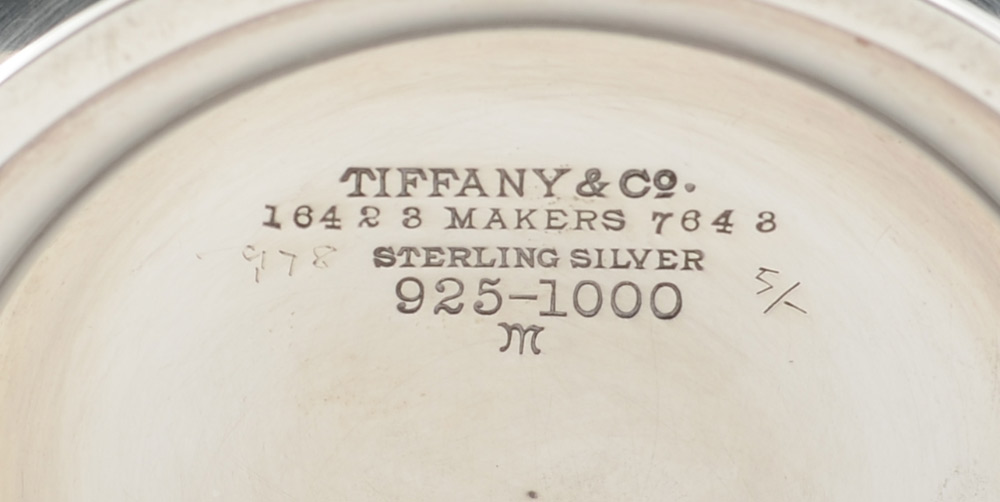 TIFFANY & Co.
16423 MAKERS 7643
STERLING SILVER
978
925-1000
5/-
M